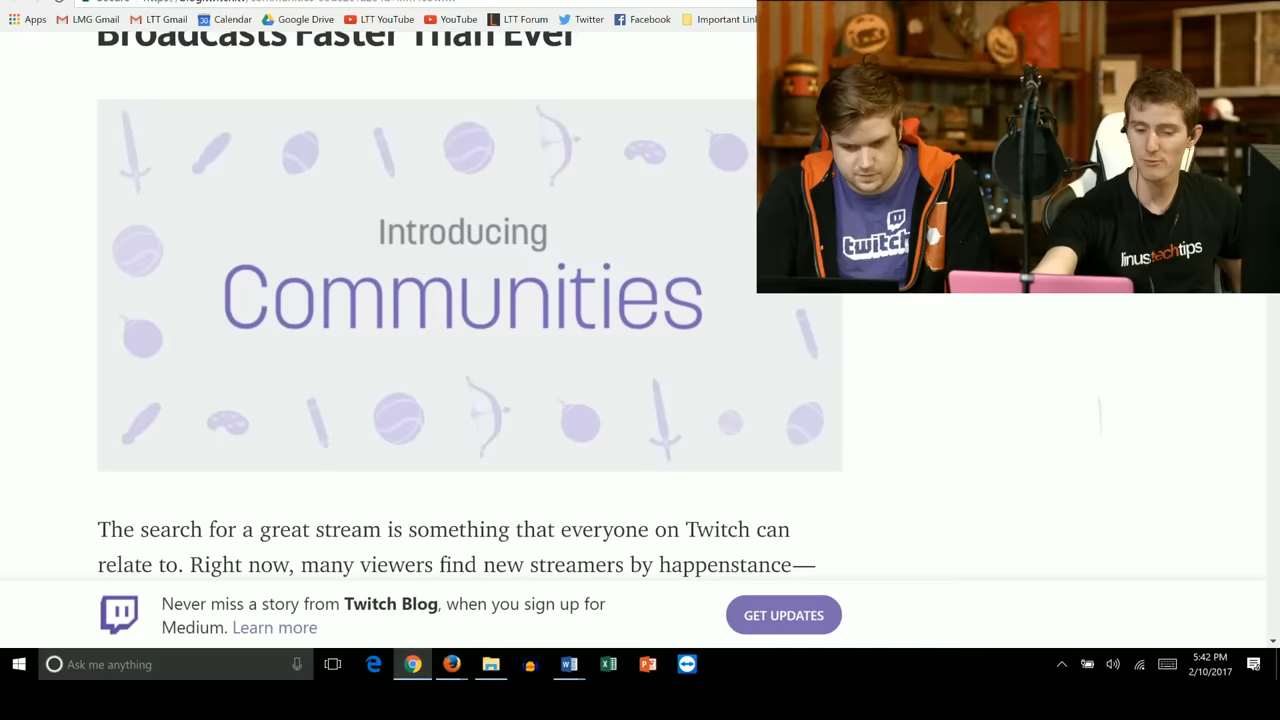 Apps LMG Gmail LTT Gmail Calendar Google Drive LTT YouTube YouTube LTT Forum Twitter Facebook Important Lin
Broadcasts Faster Than Ever
Introducing
Communities
twitch
linustechtips
The search for a great stream is something that everyone on Twitch can
relate to. Right now, many viewers find new streamers by happenstance—
Never miss a story from Twitch Blog, when you sign up for
Medium. Learn more
GET UPDATES
Ask me anything
5:42 PM
2/10/2017